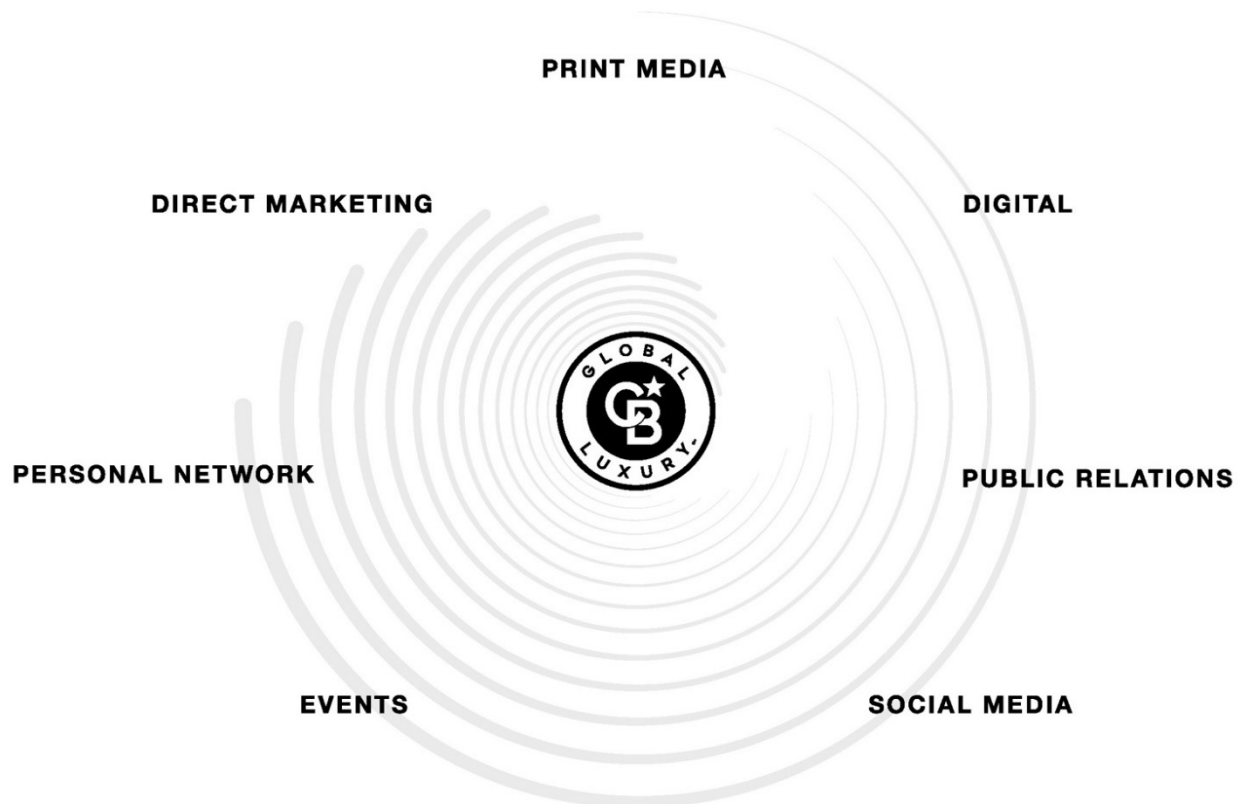 PRINT MEDIA
DIRECT MARKETING
DIGITAL
GLOBAL
CB
LUXURY
PERSONAL NETWORK
PUBLIC RELATIONS
EVENTS
SOCIAL MEDIA